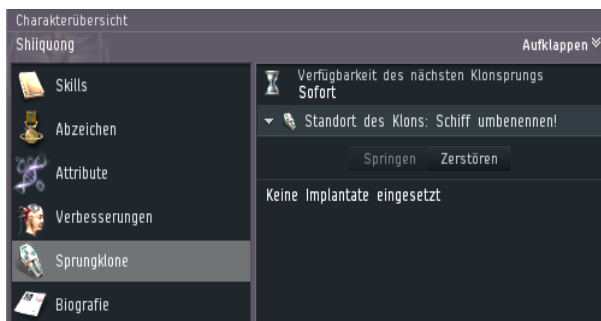 Charakterübersicht
Shiiquong
Aufklappen
Skills
Abzeichen
Attribute
Verbesserungen
Sprungklone
Biografie
Verfügbarkeit des nächsten Klonsprungs
Sofort
Standort des Klons: Schiff umbenennen!
Springen Zerstören
Keine Implantate eingesetzt